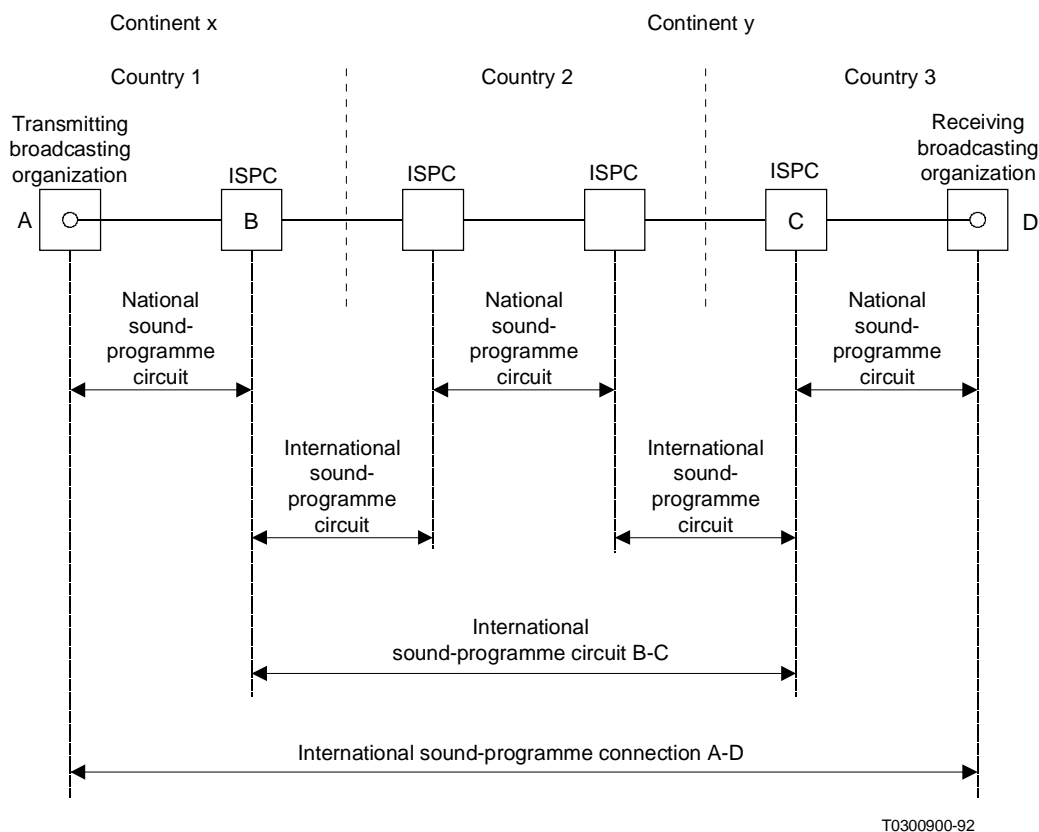 Continent x
Continent y
Country 1
Country 2
Country 3
Transmitting
broadcasting
organization
Receiving
broadcasting
organization
ISPC
ISPC
ISPC
ISPC
A
B
C
D
National
sound-
programme
circuit
National
sound-
programme
circuit
National
sound-
programme
circuit
International
sound-
programme
circuit
International
sound-
programme
circuit
International
sound-programme circuit B-C
International sound-programme connection A-D
T0300900-92